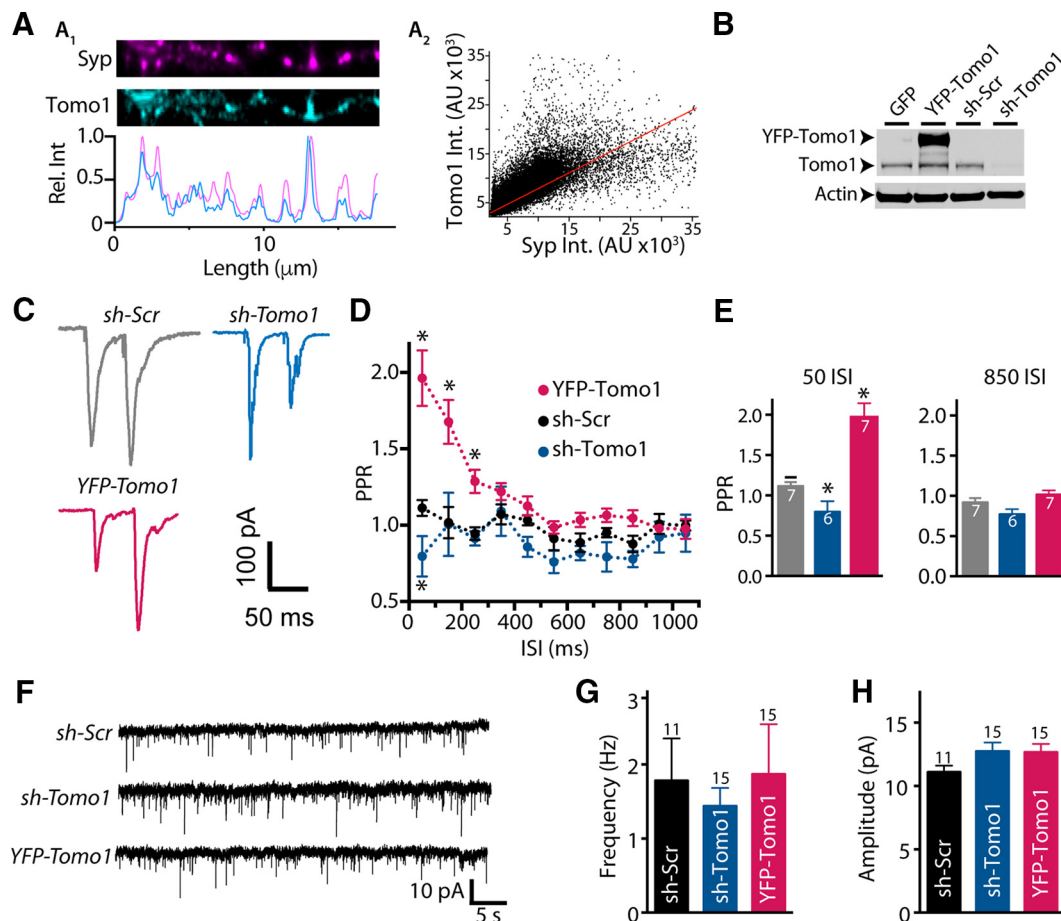 A
A1
Syp
Tomo1
Rel. Int
1.0
0.5
0
0
10
Length (μm)
A2
Tomo1 Int. (AU x10³)
35
25
15
5
5
15
25
35
Syp Int. (AU x10³)
B
GFP
YFP-Tomo1
sh-Scr
sh-Tomo1
YFP-Tomo1
Tomo1
Actin
C
sh-Scr
sh-Tomo1
YFP-Tomo1
100 pA
50 ms
D
PPR
2.0
1.5
1.0
0.5
* * * *
YFP-Tomo1
sh-Scr
sh-Tomo1
0 200 400 600 800 1000
ISI (ms)
E
50 ISI
850 ISI
PPR
2.0
1.5
1.0
0.5
0.0
7
*
6
*
7
2.0
1.5
1.0
0.5
0.0
7
6
7
F
sh-Scr
sh-Tomo1
YFP-Tomo1
10 pA
5 s
G
Frequency (Hz)
3
2
1
0
11
15
15
sh-Scr
sh-Tomo1
YFP-Tomo1
H
Amplitude (pA)
15
10
5
0
11
15
15
sh-Scr
sh-Tomo1
YFP-Tomo1